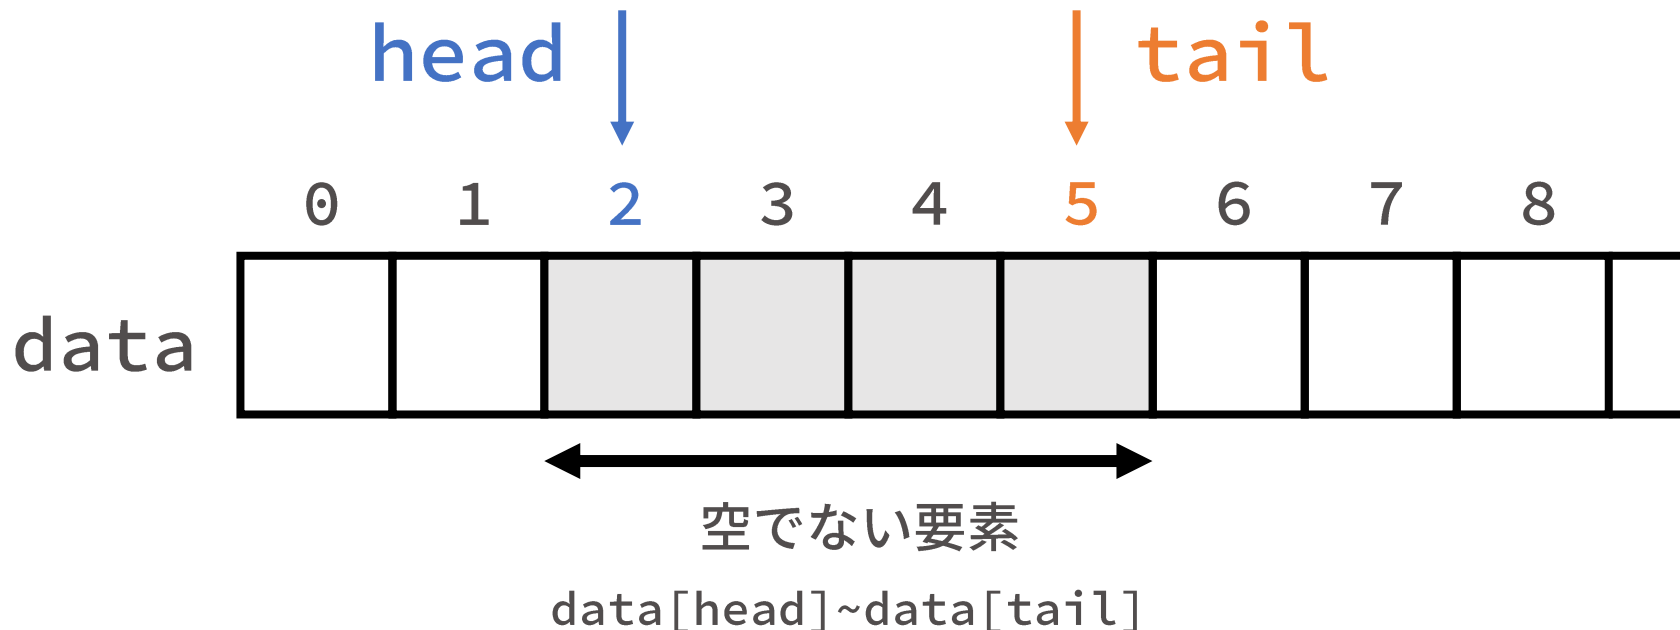 head tail
0 1 2 3 4 5 6 7 8
data
空でない要素
data[head]~data[tail]